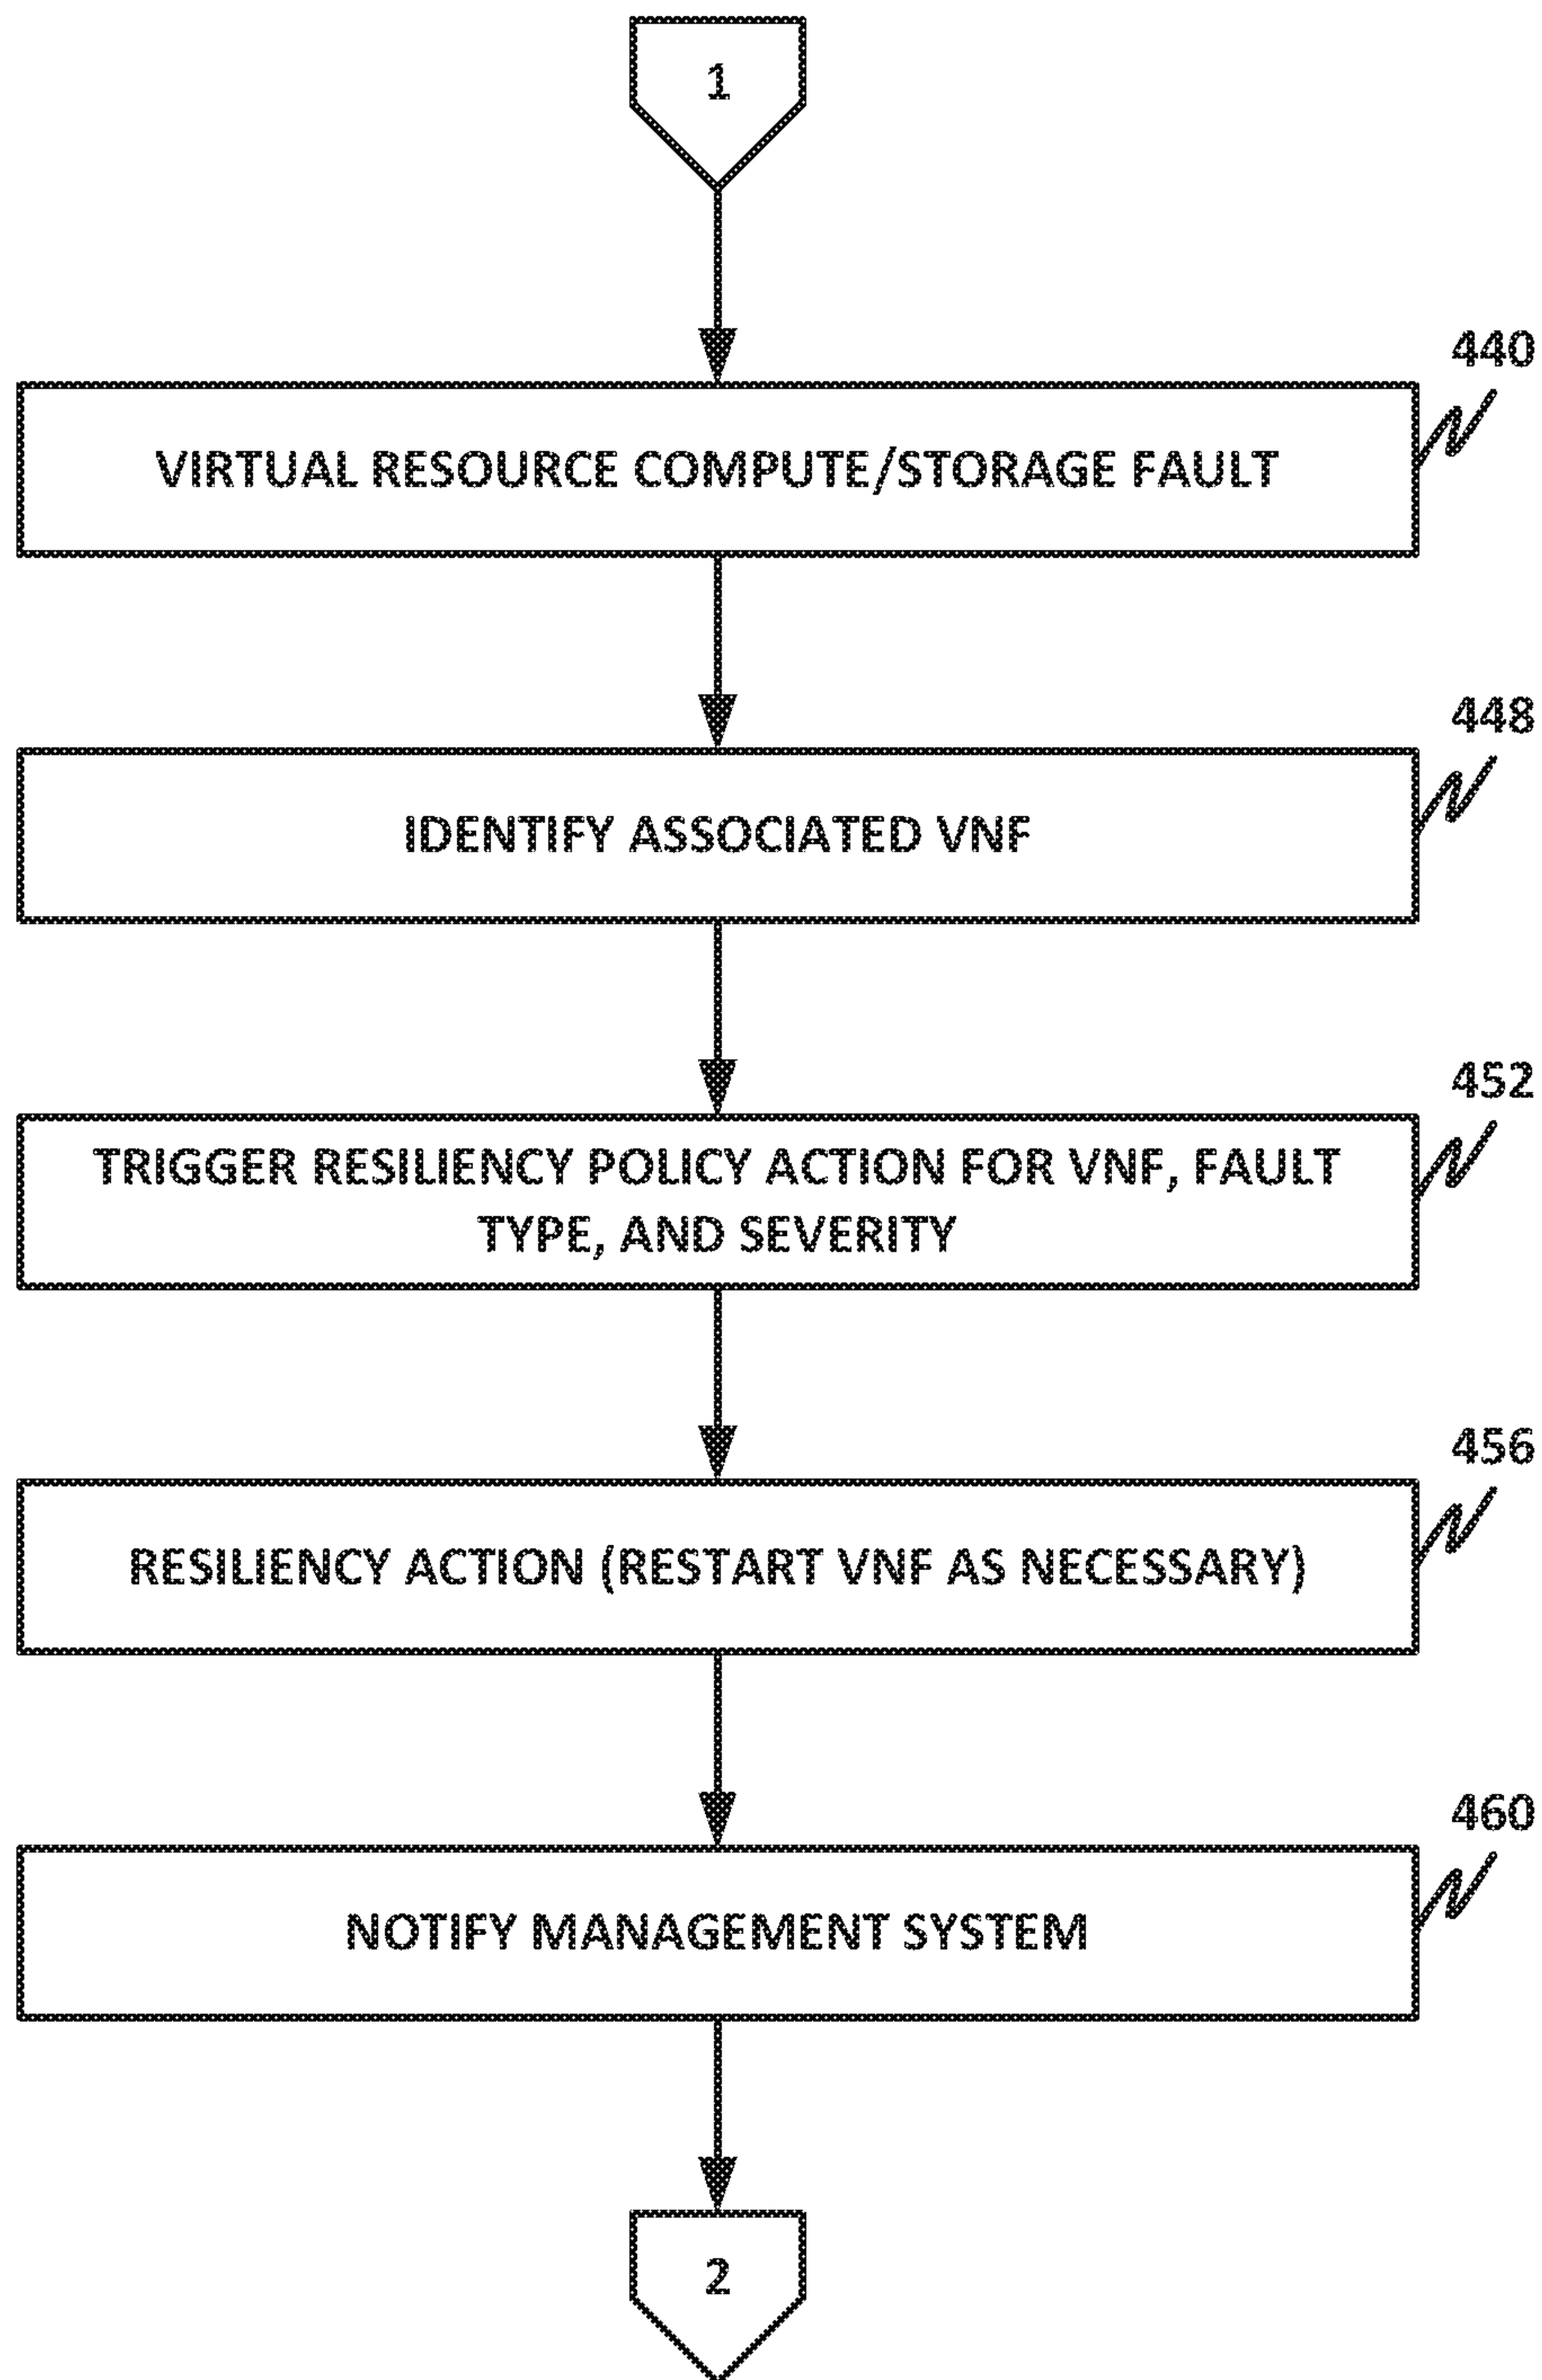 1
440
VIRTUAL RESOURCE COMPUTE/STORAGE FAULT
448
IDENTIFY ASSOCIATED VNF
452
TRIGGER RESILIENCY POLICY ACTION FOR VNF, FAULT
TYPE, AND SEVERITY
456
RESILIENCY ACTION (RESTART VNF AS NECESSARY)
460
NOTIFY MANAGEMENT SYSTEM
2